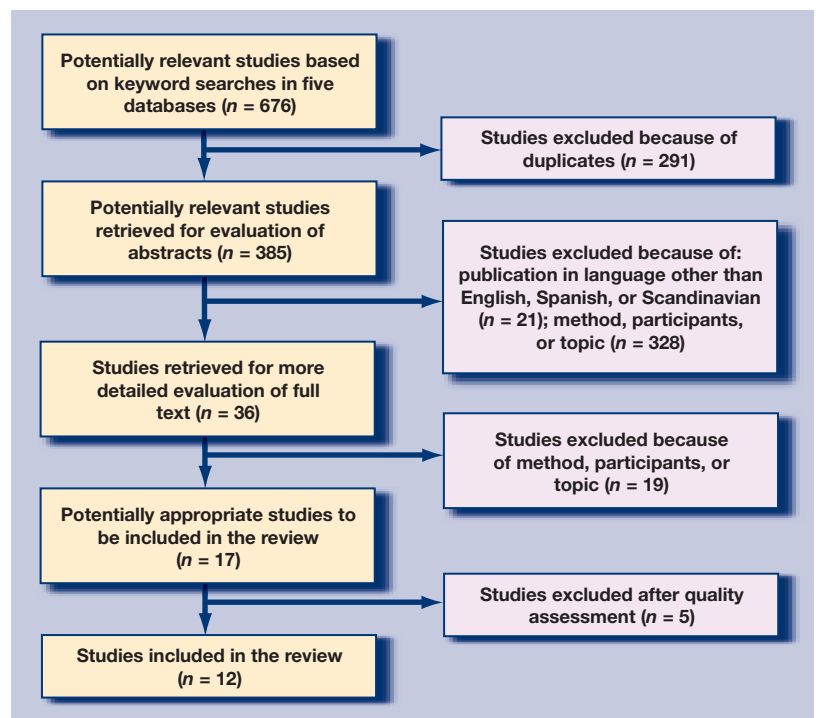 Potentially relevant studies based
on keyword searches in five
databases (n = 676)
Studies excluded because of
duplicates (n = 291)
Potentially relevant studies
retrieved for evaluation of
abstracts (n = 385)
Studies excluded because of:
publication in language other than
English, Spanish, or Scandinavian
(n = 21); method, participants,
or topic (n = 328)
Studies retrieved for more
detailed evaluation of full
text (n = 36)
Studies excluded because
of method, participants, or
topic (n = 19)
Potentially appropriate studies to
be included in the review
(n = 17)
Studies excluded after quality
assessment (n = 5)
Studies included in the review
(n = 12)